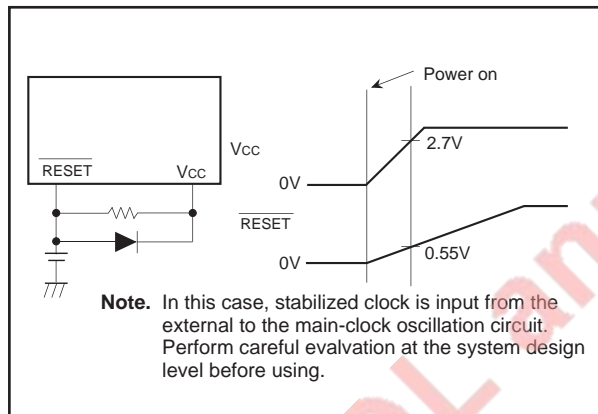 Power on
Vcc
2.7V
RESET Vcc
0V
RESET
0.55V
0V
Note. In this case, stabilized clock is input from the
external to the main-clock oscillation circuit.
Perform careful evalvation at the system design
level before using.